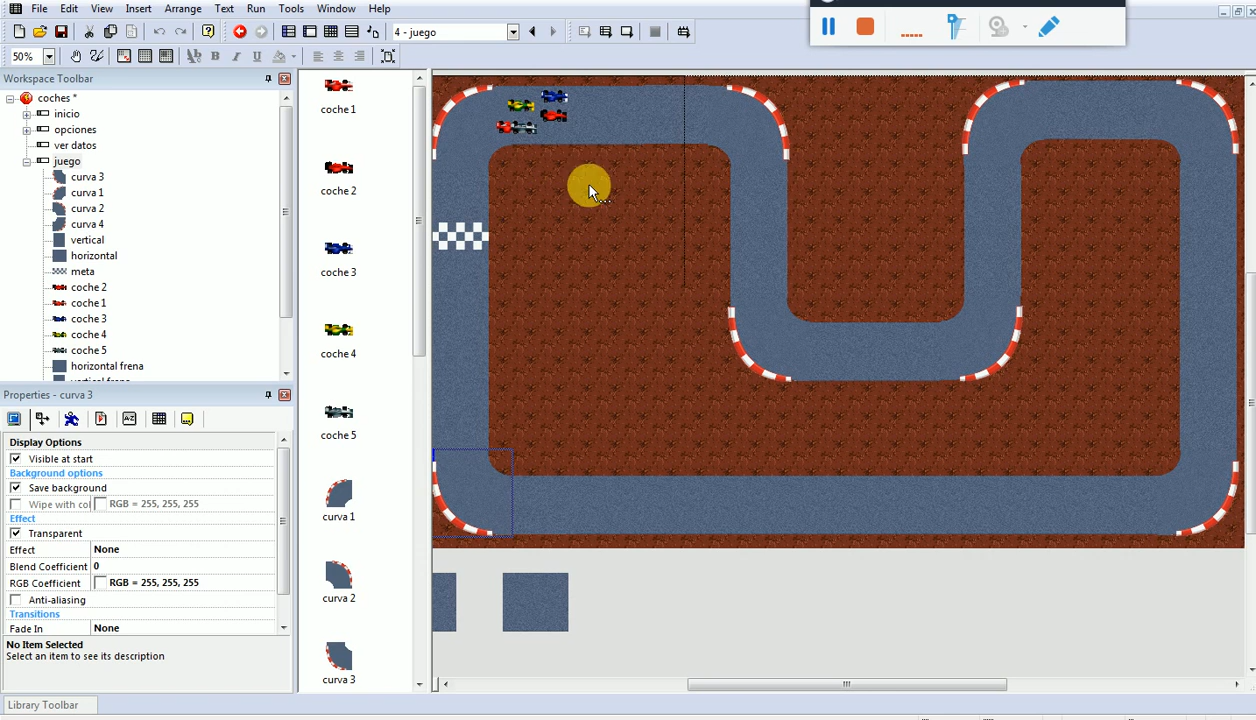 File Edit View Insert Arrange Text Run Tools Window Help
4 - juego
50%
Workspace Toolbar
coches *
inicio
opciones
ver datos
juego
curva 3
curva 1
curva 2
curva 4
vertical
horizontal
meta
coche 2
coche 1
coche 3
coche 4
coche 5
horizontal frena
vertical frena
Properties - curva 3
Display Options
Visible at start
Background options
Save background
Wipe with col RGB = 255, 255, 255
Effect
Transparent
Effect None
Blend Coefficient 0
RGB Coefficient RGB = 255, 255, 255
Anti-aliasing
Transitions
Fade In None
No Item Selected
Select an item to see its description
Library Toolbar
coche 1
coche 2
coche 3
coche 4
coche 5
curva 1
curva 2
curva 3